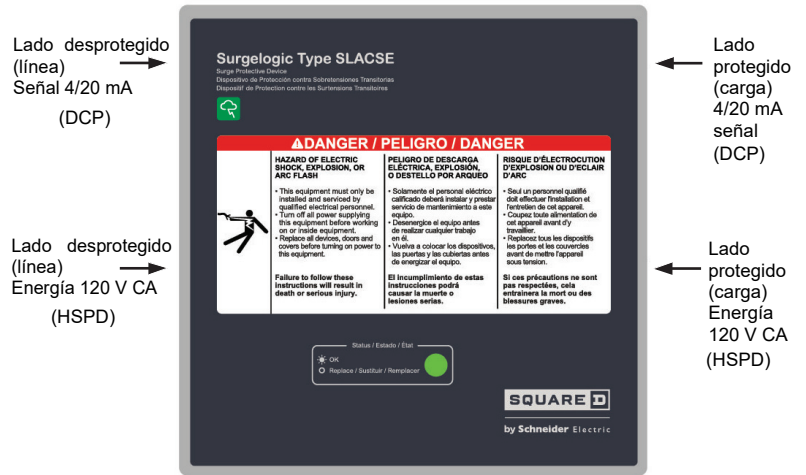 Lado desprotegido
(línea)
Señal 4/20 mA
(DCP)
Lado desprotegido
(línea)
Energía 120 V CA
(HSPD)
Surgelogic Type SLACSE
Surge Protective Device
Dispositivo de Protección contra Sobretensiones Transitorias
Dispositif de Protection contre les Surtensions Transitoires
DANGER / PELIGRO / DANGER
HAZARD OF ELECTRIC
SHOCK, EXPLOSION, OR
ARC FLASH
• This equipment must only be
installed and serviced by
qualified electrical personnel.
• Turn off all power supplying
this equipment before working
on or inside equipment.
• Replace all devices, doors and
covers before turning on power to
this equipment.
Failure to follow these
instructions will result in
death or serious injury.
PELIGRO DE DESCARGA
ELÉCTRICA, EXPLOSIÓN,
O DESTELLO POR ARQUEO
• Solamente el personal eléctrico
calificado deberá instalar y prestar
servicio de mantenimiento a este
equipo.
• Desenergice el equipo antes
de realizar cualquier trabajo
en él.
• Vuelva a colocar los dispositivos,
las puertas y las cubiertas antes
de energizar el equipo.
El incumplimiento de estas
instrucciones podrá
causar la muerte o
lesiones serias.
RISQUE D'ÉLECTROCUTION
D'EXPLOSION OU D'ECLAIR
D'ARC
• Seul un personnel qualifié
doit effectuer l'installation et
l'entretien de cet appareil.
• Coupez toute alimentation de
cet appareil avant d'y
travailler.
• Replacez tous les dispositifs
les portes et les couvercles
avant de mettre l'appareil
sous tension.
Si ces précautions ne sont
pas respectées, cela
entrainera la mort ou des
blessures graves.
Status / Estado / État
OK
Replace / Sustituir / Remplacer
SQUARE D
by Schneider Electric
Lado
protegido
(carga)
4/20 mA
señal
(DCP)
Lado
protegido
(carga)
Energía
120 V CA
(HSPD)